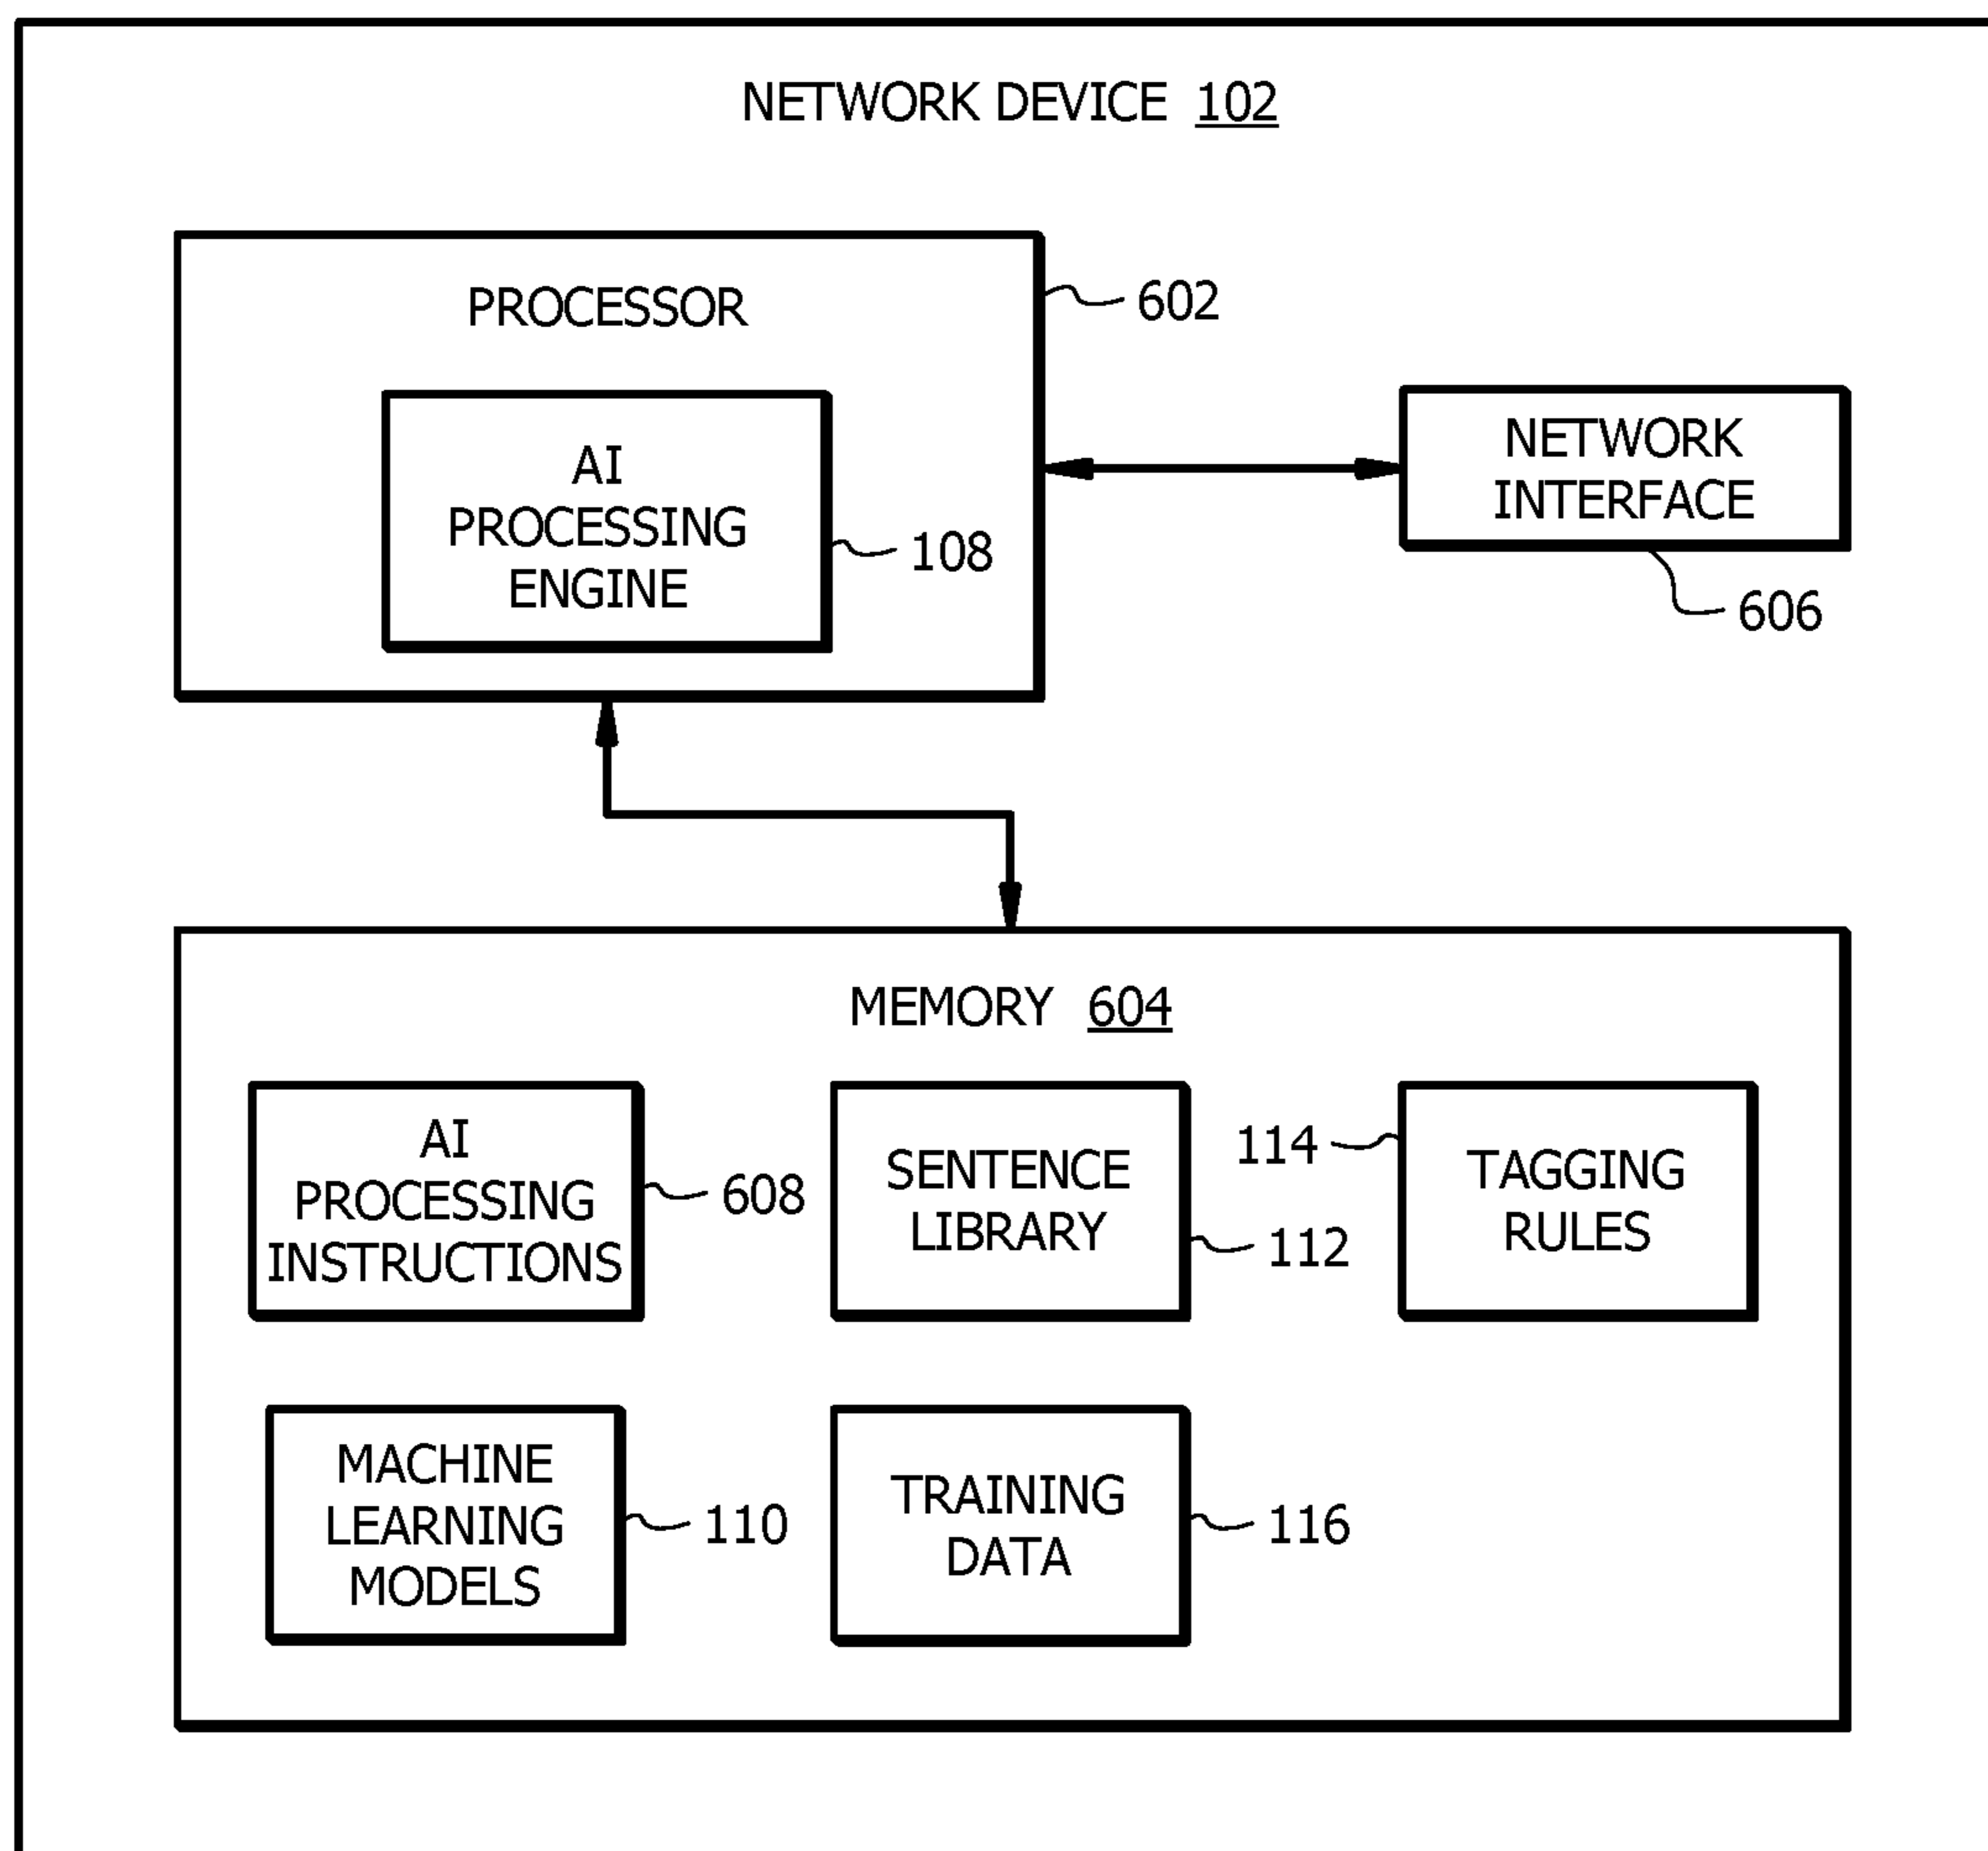 NETWORK DEVICE 102
PROCESSOR
602
AI
PROCESSING
ENGINE
108
NETWORK
INTERFACE
606
MEMORY 604
AI
PROCESSING
INSTRUCTIONS
608
SENTENCE
LIBRARY
112
114
TAGGING
RULES
MACHINE
LEARNING
MODELS
110
TRAINING
DATA
116